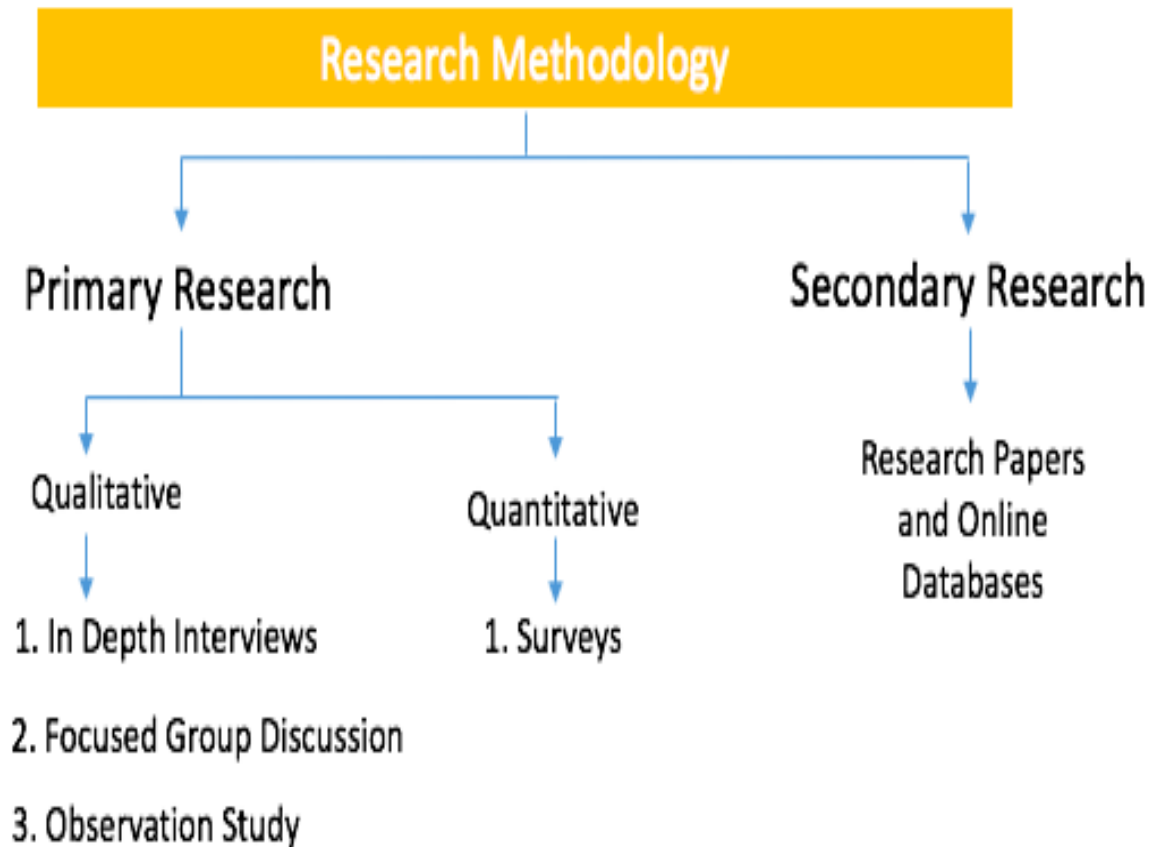 Research Methodology
Primary Research
Secondary Research
Qualitative
Quantitative
Research Papers
and Online
Databases
1. In Depth Interviews
2. Focused Group Discussion
3. Observation Study
1. Surveys